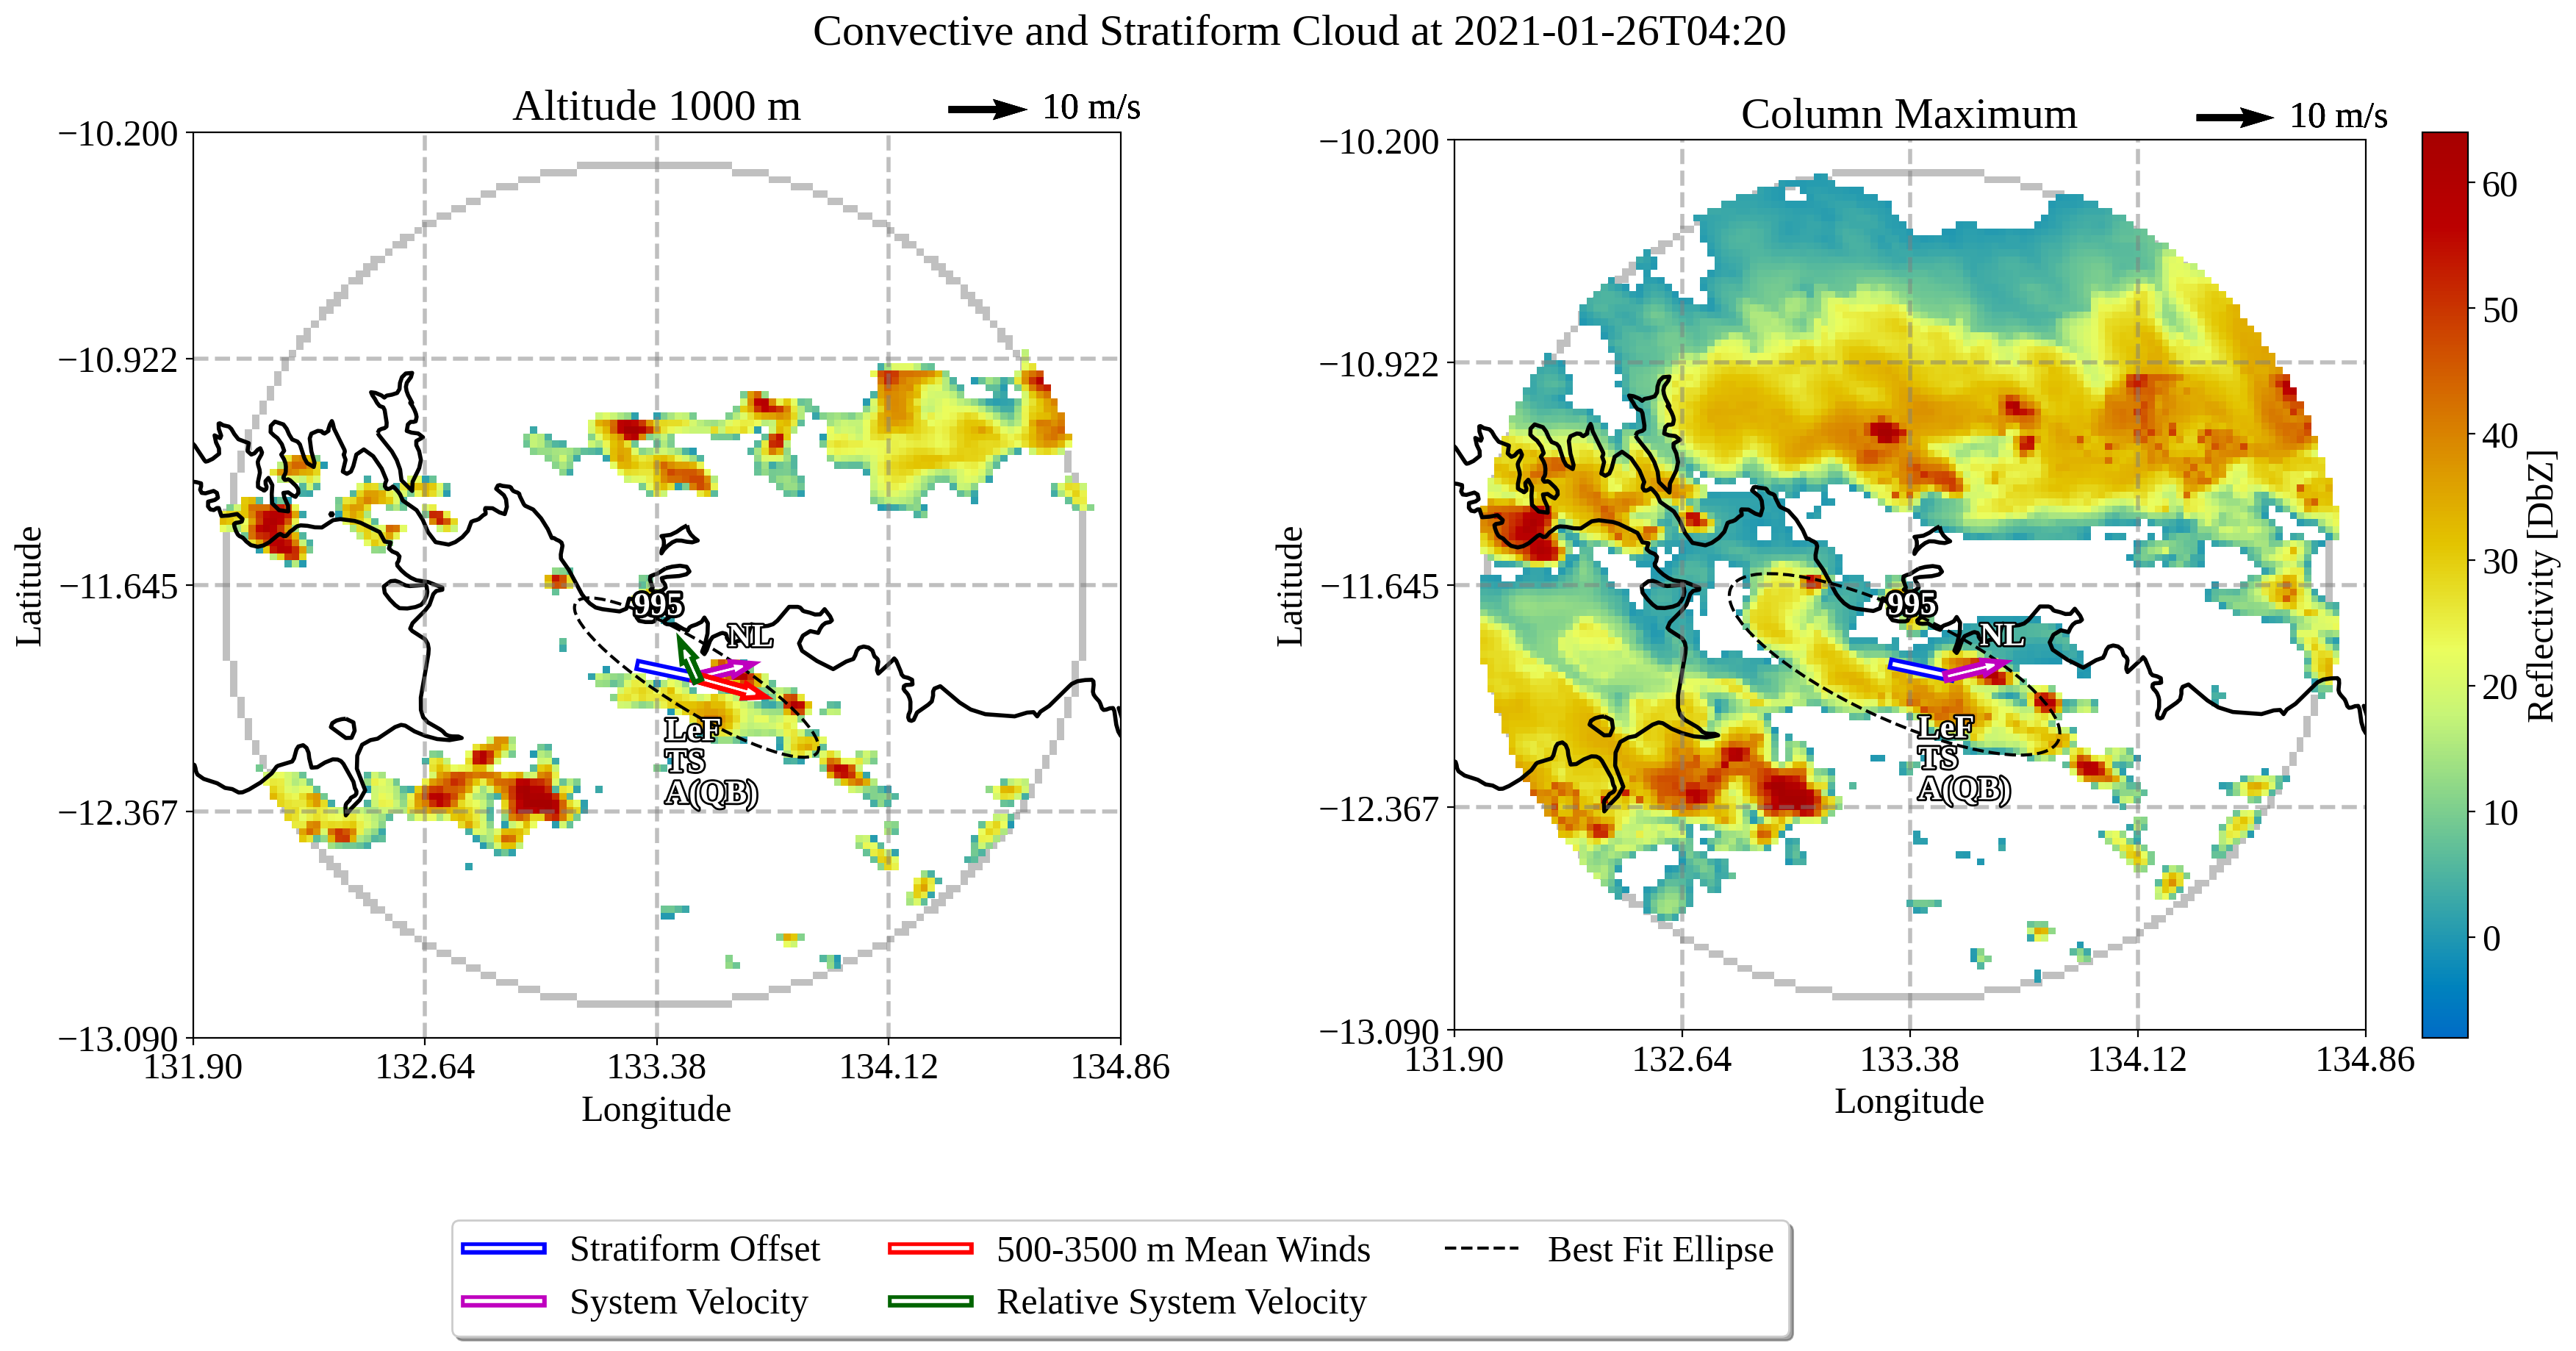 Convective and Stratiform Cloud at 2021-01-26T04:20
Altitude 1000 m
10 m/s
−10.200
−10.922
−11.645
−12.367
−13.090
Latitude
131.90
132.64
133.38
134.12
134.86
Longitude
995
NL
LeF
TS
A(QB)
Column Maximum
10 m/s
−10.200
−10.922
−11.645
−12.367
−13.090
Latitude
131.90
132.64
133.38
134.12
134.86
Longitude
995
NL
LeF
TS
A(QB)
60
50
40
30
20
10
0
Reflectivity [DbZ]
Stratiform Offset
System Velocity
500-3500 m Mean Winds
Relative System Velocity
Best Fit Ellipse